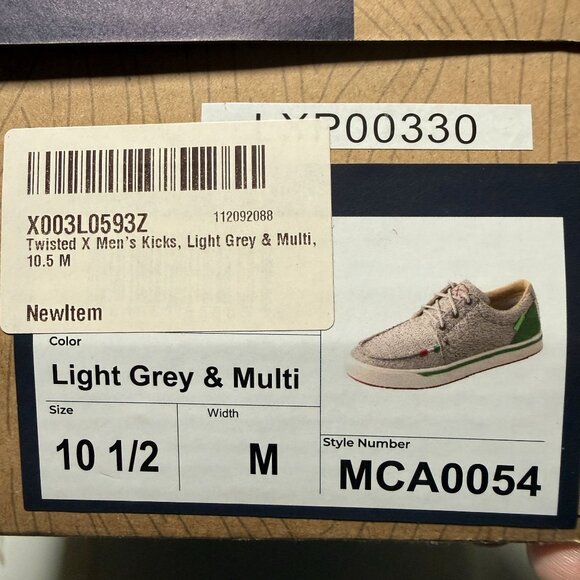 LXP00330
X003L0593Z 112092088
Twisted X Men's Kicks, Light Grey & Multi,
10.5 M
NewItem
Color
Light Grey & Multi
Size Width
10 1/2 M
Style Number
MCA0054